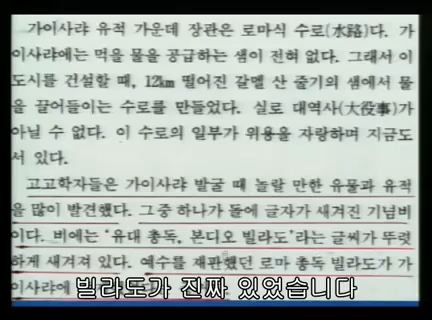 가이사랴 유적 가운데 장관은 로마식 수로(水路)다. 가
이사랴에는 먹을 물을 공급하는 샘이 전혀 없다. 그래서 이
도시를 건설할 때, 12km 떨어진 갈멜 산 줄기의 샘에서 물
을 끌어들이는 수로를 만들었다. 실로 대역사(大役事)가
아닐 수 없다. 이 수로의 일부가 위용을 자랑하며 지금도
서 있다.
고고학자들은 가이사랴 발굴 때 놀랄 만한 유물과 유적
을 많이 발견했다. 그중 하나가 돌에 글자가 새겨진 기념비
이다. 비에는 ‘유대 총독, 본디오 빌라도’라는 글씨가 뚜렷
하게 새겨져 있다. 예수를 재판했던 로마 총독 빌라도가 가
이사랴에
빌라도가 진짜 있었습니다